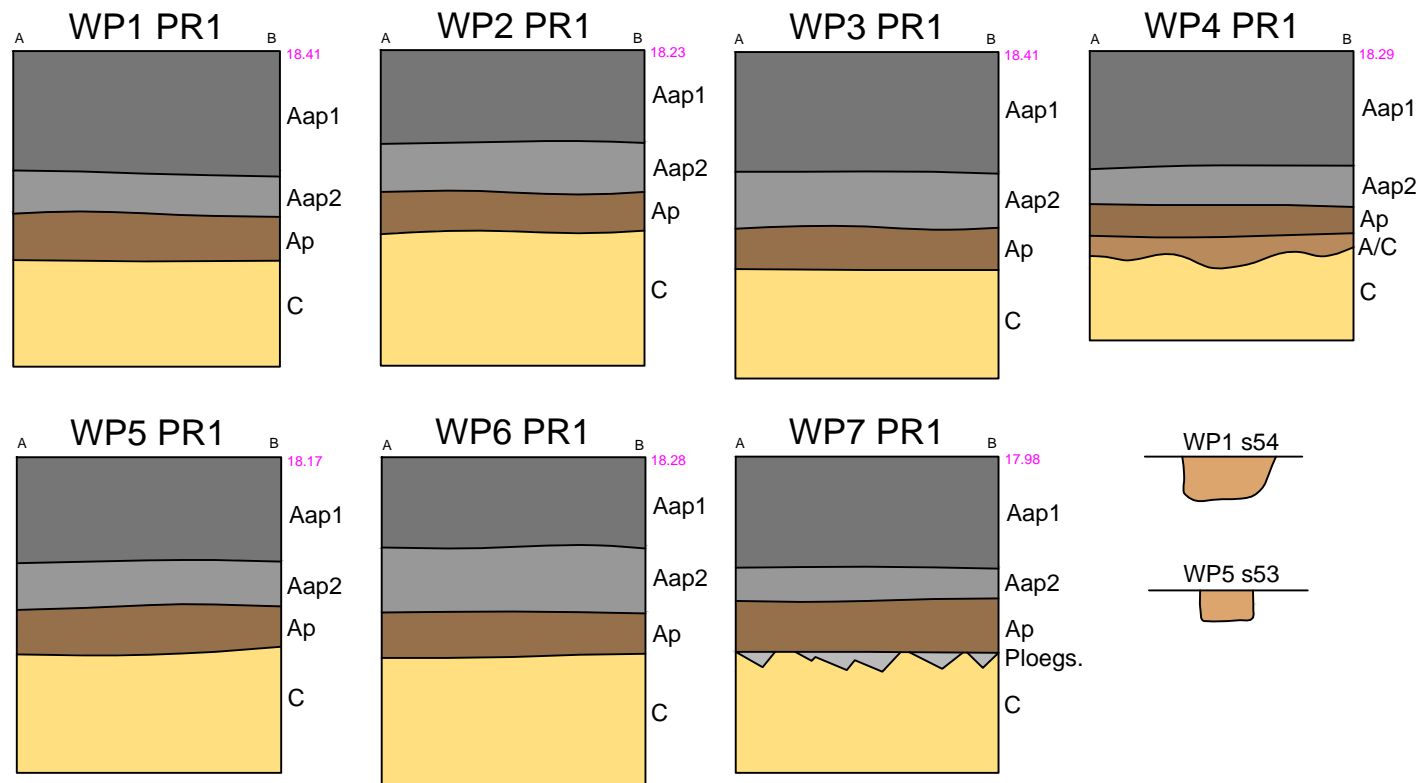 WP1 PR1
A B
18.41
Aap1
Aap2
Ap
C
WP2 PR1
A B
18.23
Aap1
Aap2
Ap
C
WP3 PR1
A B
18.41
Aap1
Aap2
Ap
C
WP4 PR1
A B
18.29
Aap1
Aap2
Ap
A/C
C
WP5 PR1
A B
18.17
Aap1
Aap2
Ap
C
WP6 PR1
A B
18.28
Aap1
Aap2
Ap
C
WP7 PR1
A B
17.98
Aap1
Aap2
Ap
Ploegs.
C
WP1 s54
WP5 s53